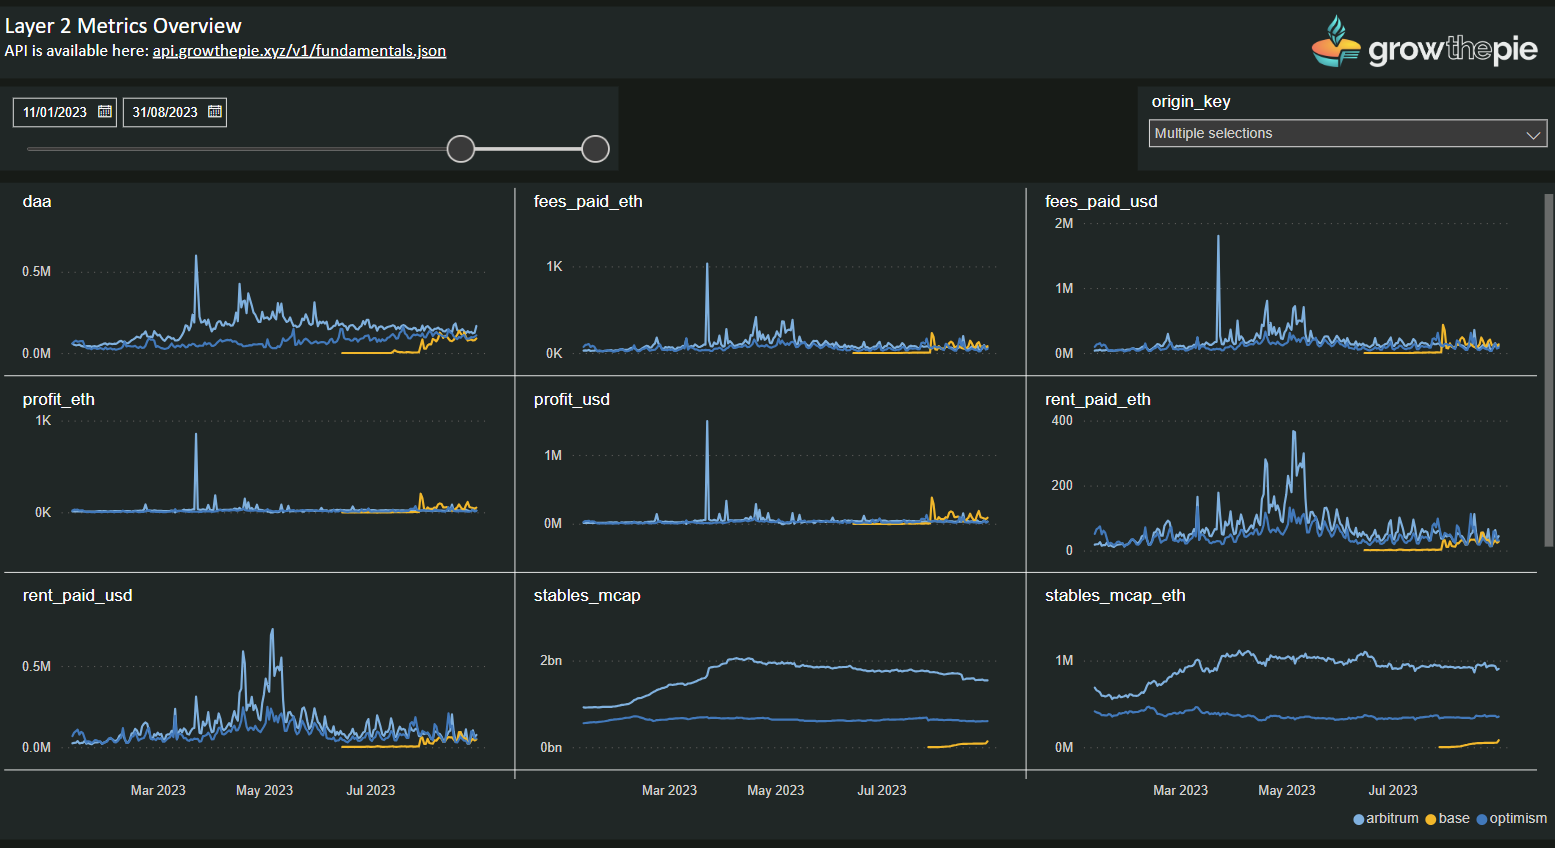 Layer 2 Metrics Overview
API is available here: api.growthepie.xyz/v1/fundamentals.json
growthepie
11/01/2023
31/08/2023
origin_key
Multiple selections
daa
0.5M
0.0M
fees_paid_eth
1K
0K
fees_paid_usd
2M
1M
0M
profit_eth
1K
0K
profit_usd
1M
0M
rent_paid_eth
400
200
0
rent_paid_usd
0.5M
0.0M
stables_mcap
2bn
0bn
stables_mcap_eth
1M
0M
Mar 2023 May 2023 Jul 2023
Mar 2023 May 2023 Jul 2023
Mar 2023 May 2023 Jul 2023
arbitrum base optimism